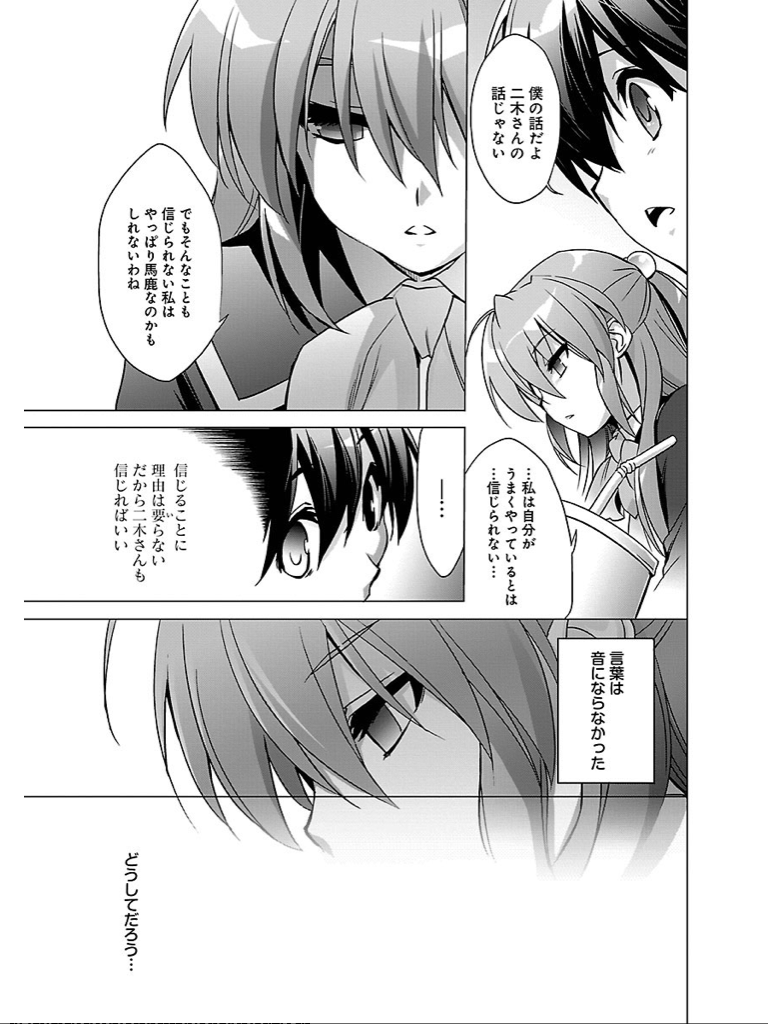 僕の話だよ
二木さんの
話じゃない
…私は自分が
うまくやっているとは
信じられない…
でもそんなことも
信じられない私は
やっぱり馬鹿なのかも
しれないわね
…
信じることに
理由は要らない
い
だから二木さんも
信じればいい
言葉は
音にならなかった
どうしてだろう…